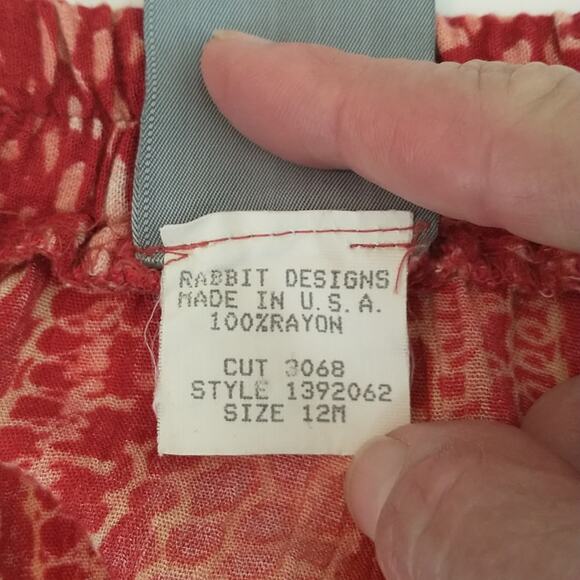 RABBIT DESIGNS
MADE IN U.S.A.
100%RAYON
CUT 3068
STYLE 1392062
SIZE 12M